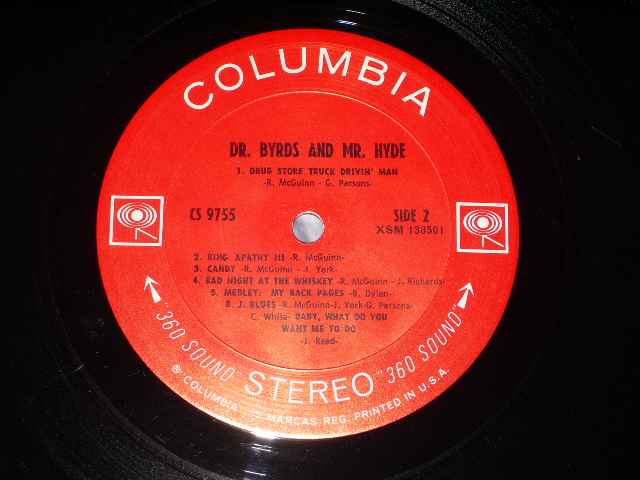 COLUMBIA
DR. BYRDS AND MR. HYDE
1. DRUG STORE TRUCK DRIVIN' MAN
-R. McGuinn - G. Parsons-
CS 9755
SIDE 2
XSM 138501
2. KING APATHY III -R. McGuinn-
3. CANDY -R. McGuinn - J. York-
4. BAD NIGHT AT THE WHISKEY -R. McGuinn - J. Richards-
5. MEDLEY: MY BACK PAGES -B. Dylan-
B. J. BLUES -R. McGuinn-J. York-G. Parsons-
C. White- BABY, WHAT DO YOU
WANT ME TO DO
-J. Reed-
"360 SOUND" STEREO "360 SOUND"
® "COLUMBIA" MARCAS REG. PRINTED IN U.S.A.